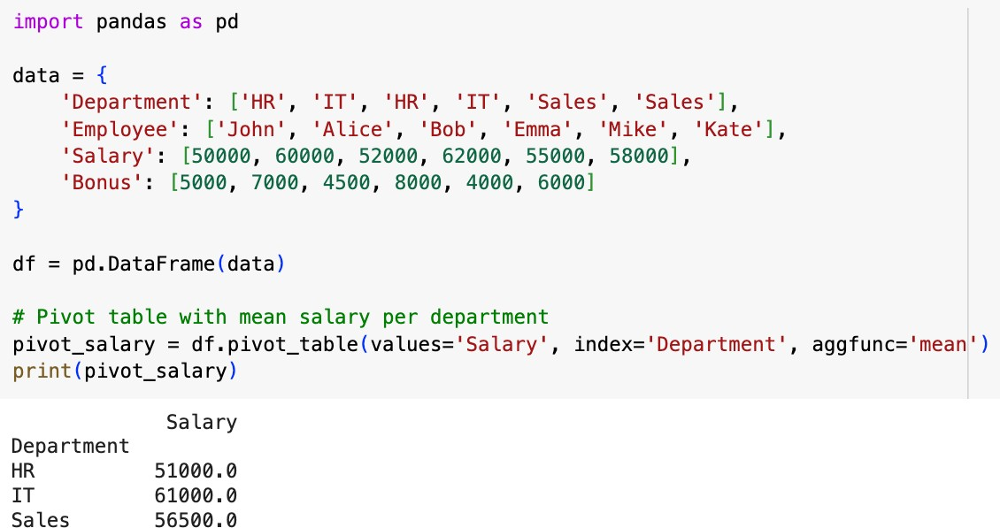 import pandas as pd
data = {
    'Department': ['HR', 'IT', 'HR', 'IT', 'Sales', 'Sales'],
    'Employee': ['John', 'Alice', 'Bob', 'Emma', 'Mike', 'Kate'],
    'Salary': [50000, 60000, 52000, 62000, 55000, 58000],
    'Bonus': [5000, 7000, 4500, 8000, 4000, 6000]
}
df = pd.DataFrame(data)
# Pivot table with mean salary per department
pivot_salary = df.pivot_table(values='Salary', index='Department', aggfunc='mean')
print(pivot_salary)
             Salary
Department
HR          51000.0
IT          61000.0
Sales       56500.0